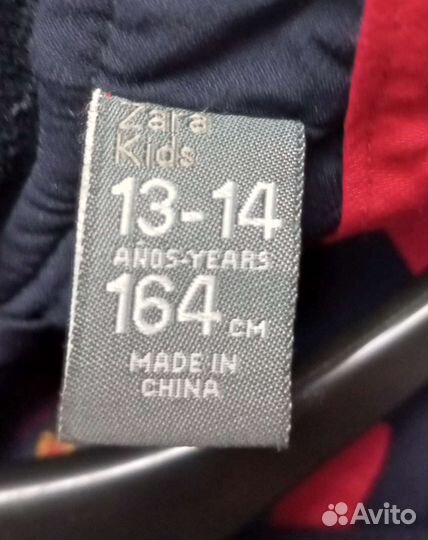 Zara
Kids
13-14
AÑOS-YEARS
164 CM
MADE IN
CHINA
Avito